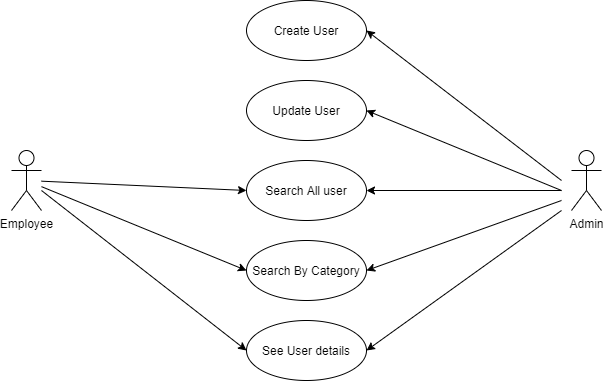 Create User
Update User
Search All user
Employee
Admin
Search By Category
See User details